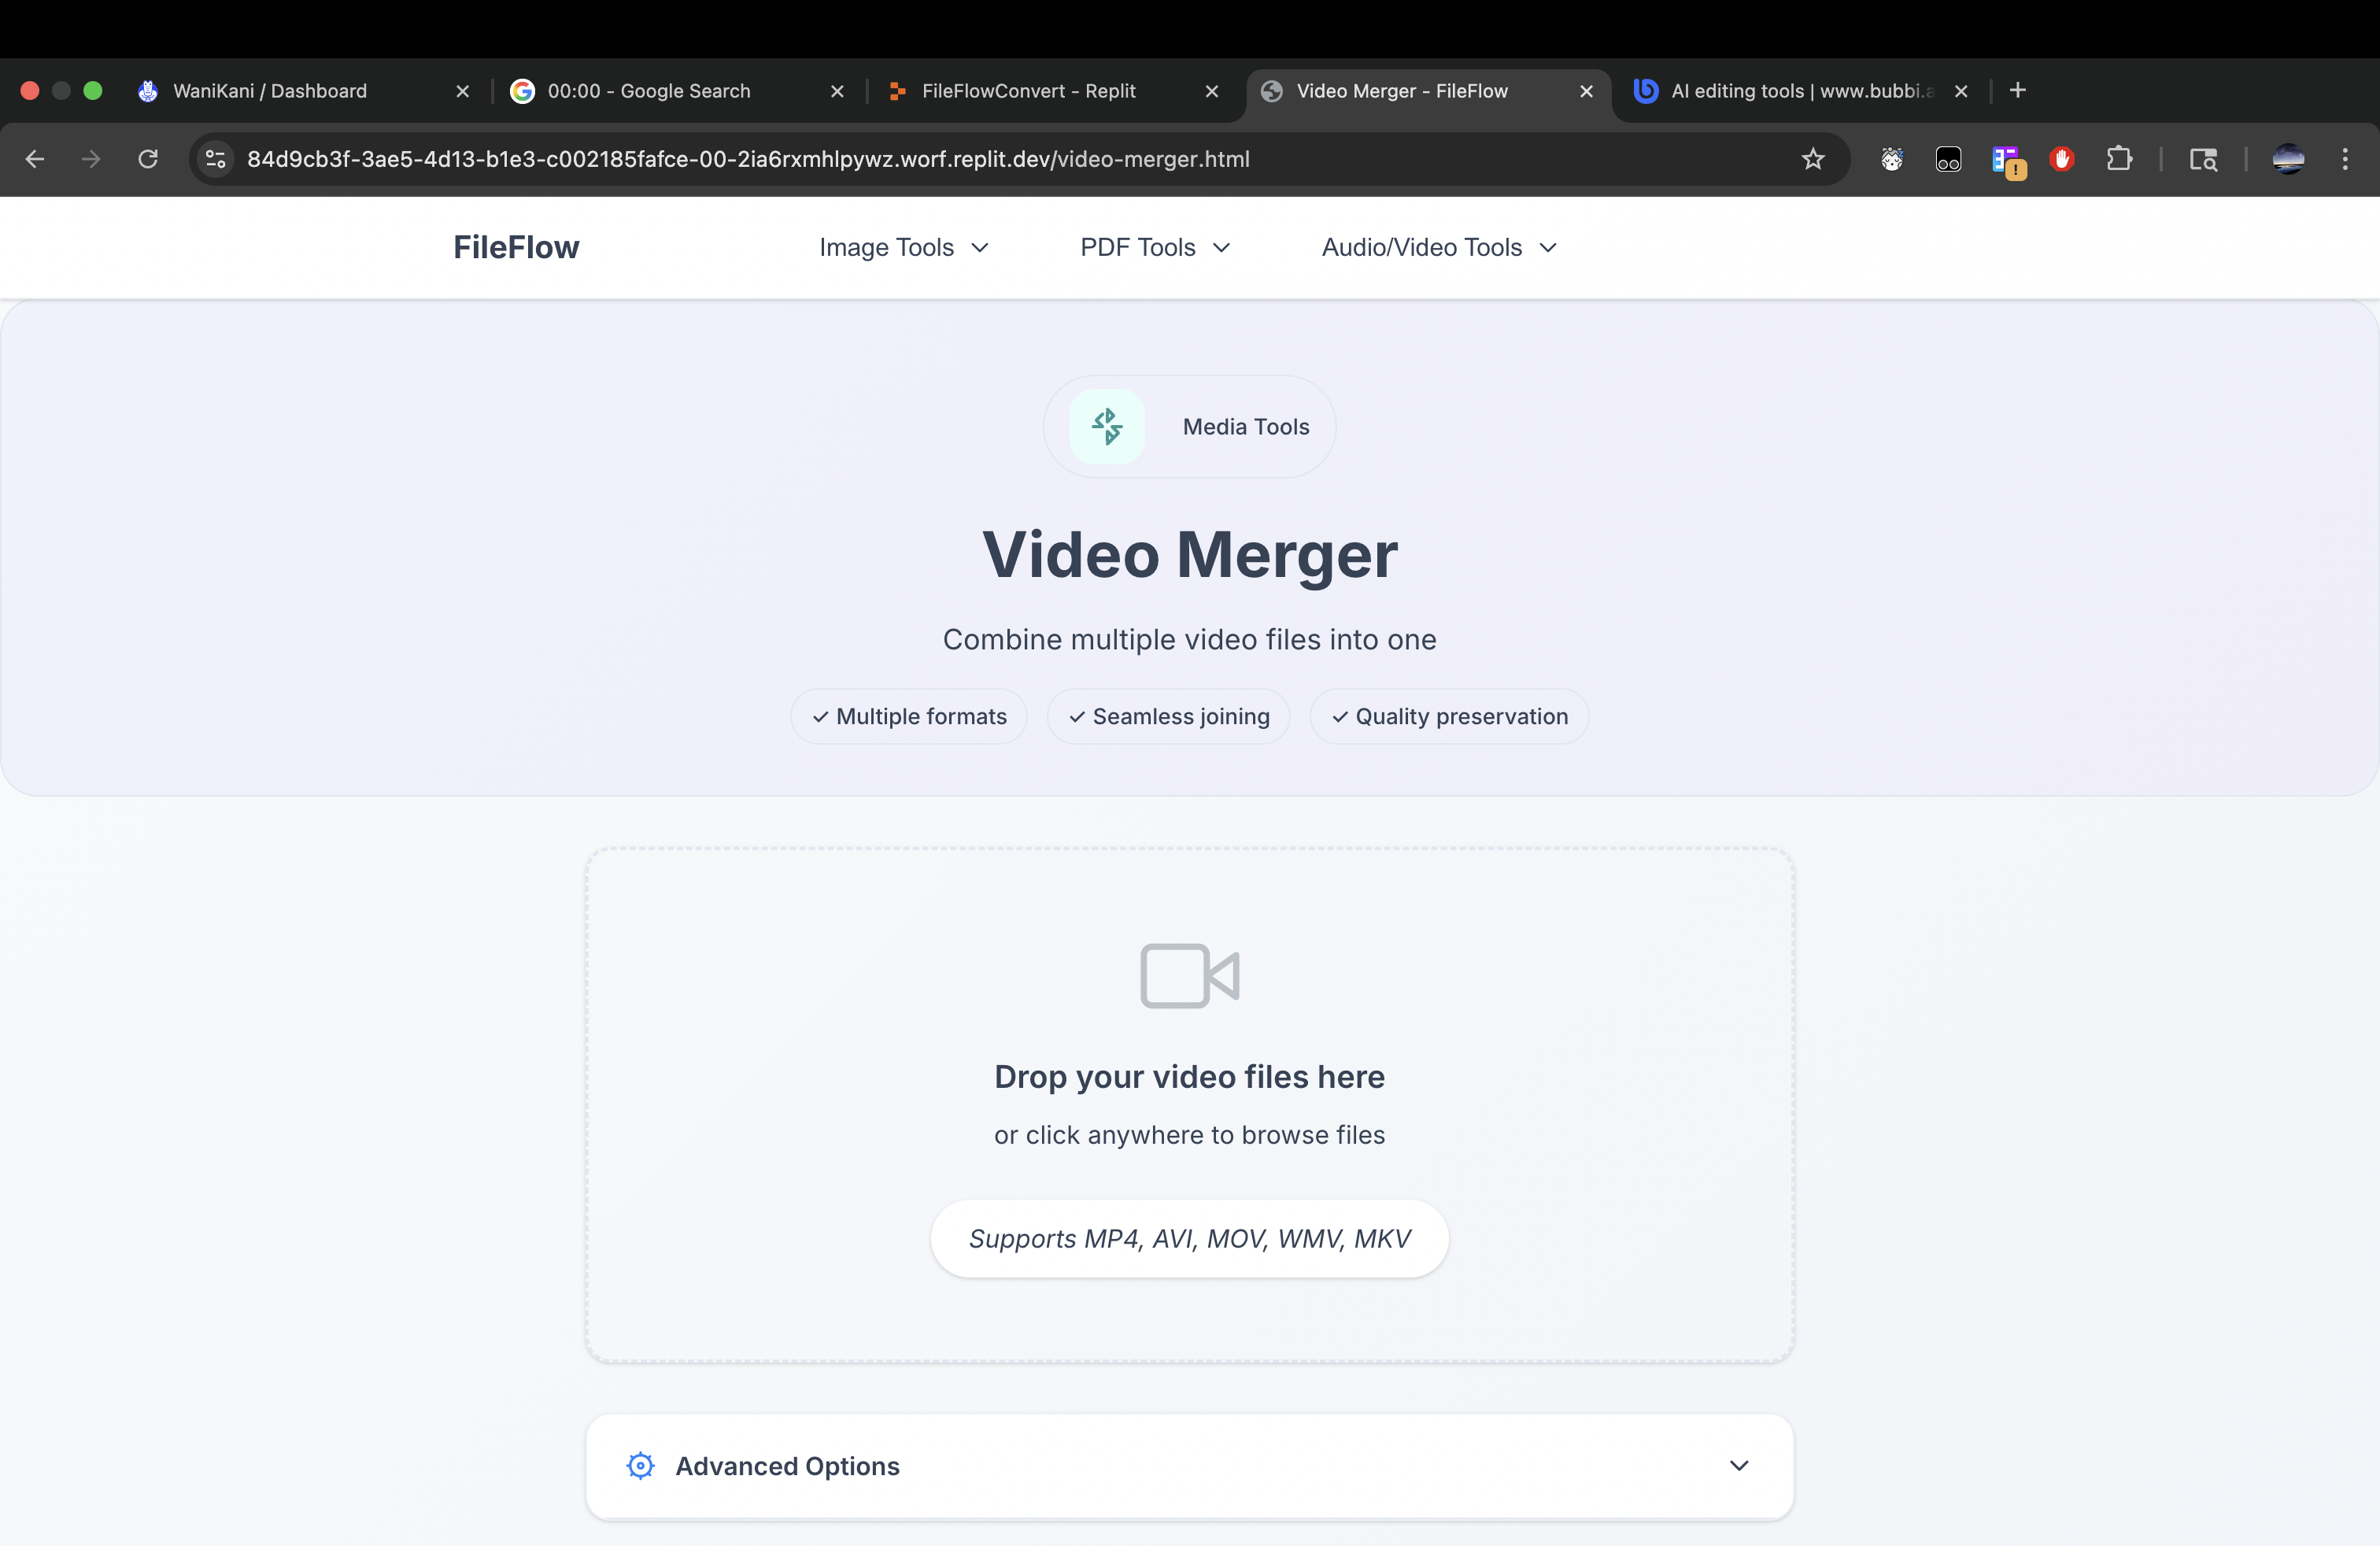 WaniKani / Dashboard
00:00 - Google Search
FileFlowConvert - Replit
Video Merger - FileFlow
AI editing tools | www.bubbi.a
84d9cb3f-3ae5-4d13-b1e3-c002185fafce-00-2ia6rxmhlpywz.worf.replit.dev/video-merger.html
FileFlow
Image Tools
PDF Tools
Audio/Video Tools
Media Tools
Video Merger
Combine multiple video files into one
✓ Multiple formats
✓ Seamless joining
✓ Quality preservation
Drop your video files here
or click anywhere to browse files
Supports MP4, AVI, MOV, WMV, MKV
Advanced Options